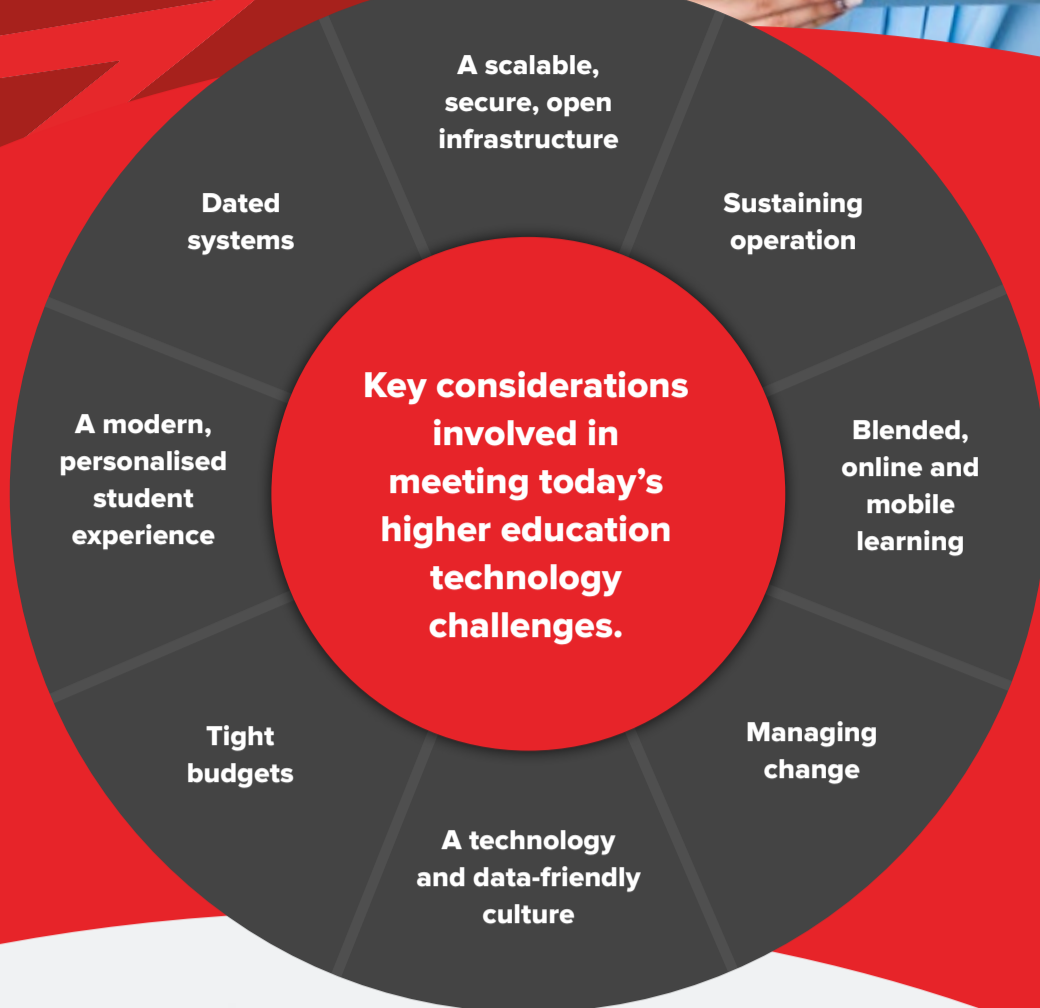 A scalable,
secure, open
infrastructure
Sustaining
operation
Blended,
online and
mobile
learning
Managing
change
A technology
and data-friendly
culture
Tight
budgets
A modern,
personalised
student
experience
Dated
systems
Key considerations
involved in
meeting today’s
higher education
technology
challenges.